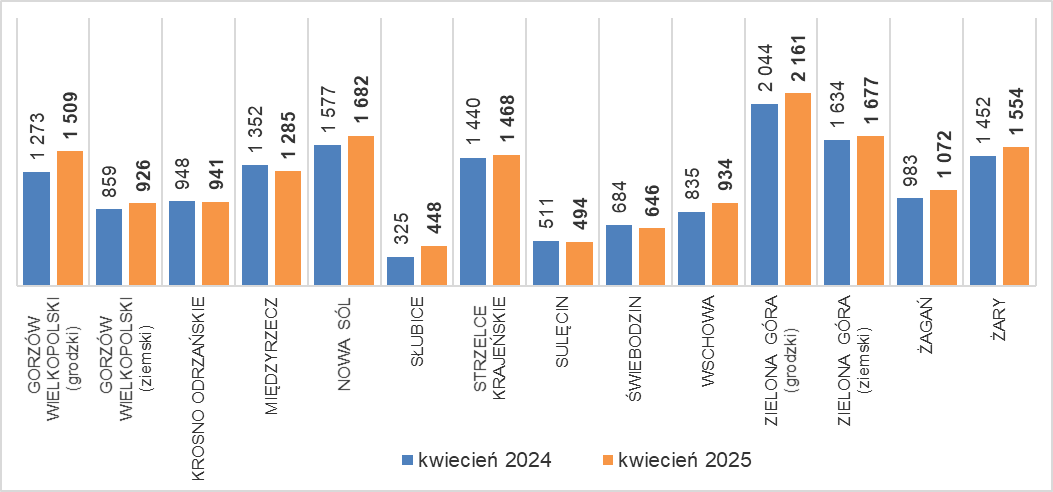 1 273
1 509
859
926
948
941
1 352
1 285
1 577
1 682
325
448
1 440
1 468
511
494
684
646
835
934
2 044
2 161
1 634
1 677
983
1 072
1 452
1 554
GORZÓW
WIELKOPOLSKI
(grodzki)
GORZÓW
WIELKOPOLSKI
(ziemski)
KROSNO ODRZAŃSKIE
MIĘDZYRZECZ
NOWA SÓL
SŁUBICE
STRZELCE
KRAJEŃSKIE
SULĘCIN
ŚWIEBODZIN
WSCHOWA
ZIELONA GÓRA
(grodzki)
ZIELONA GÓRA
(ziemski)
ŻAGAŃ
ŻARY
kwiecień 2024
kwiecień 2025